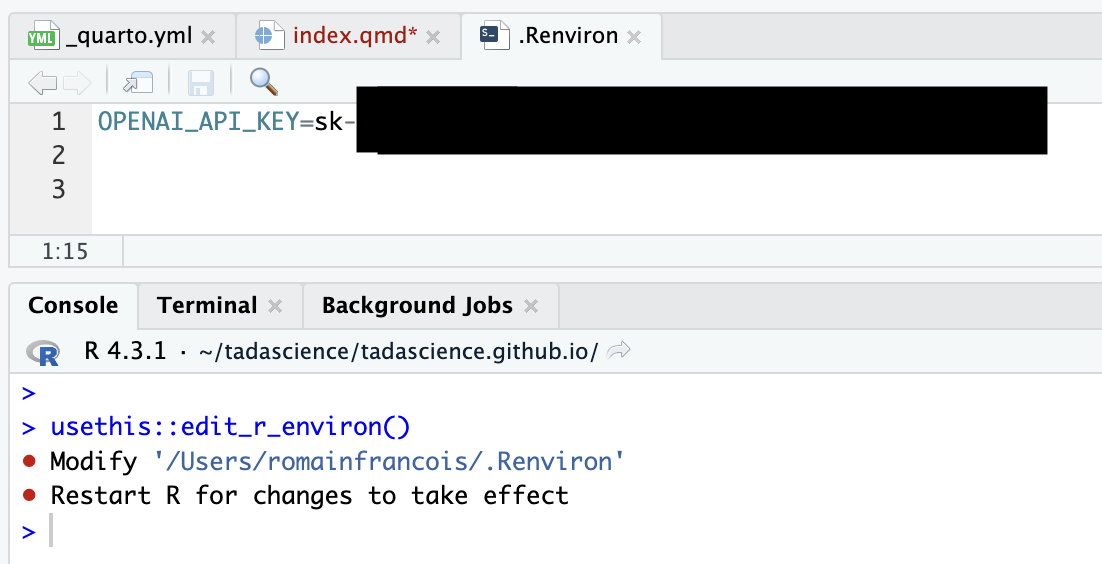 YML _quarto.yml × index.qmd* × .Renviron ×
1 OPENAI_API_KEY=sk-
2
3
1:15
Console Terminal × Background Jobs ×
R R 4.3.1 · ~/tadascience/tadascience.github.io/
>
> usethis::edit_r_environ()
• Modify '/Users/romainfrancois/.Renviron'
• Restart R for changes to take effect
>